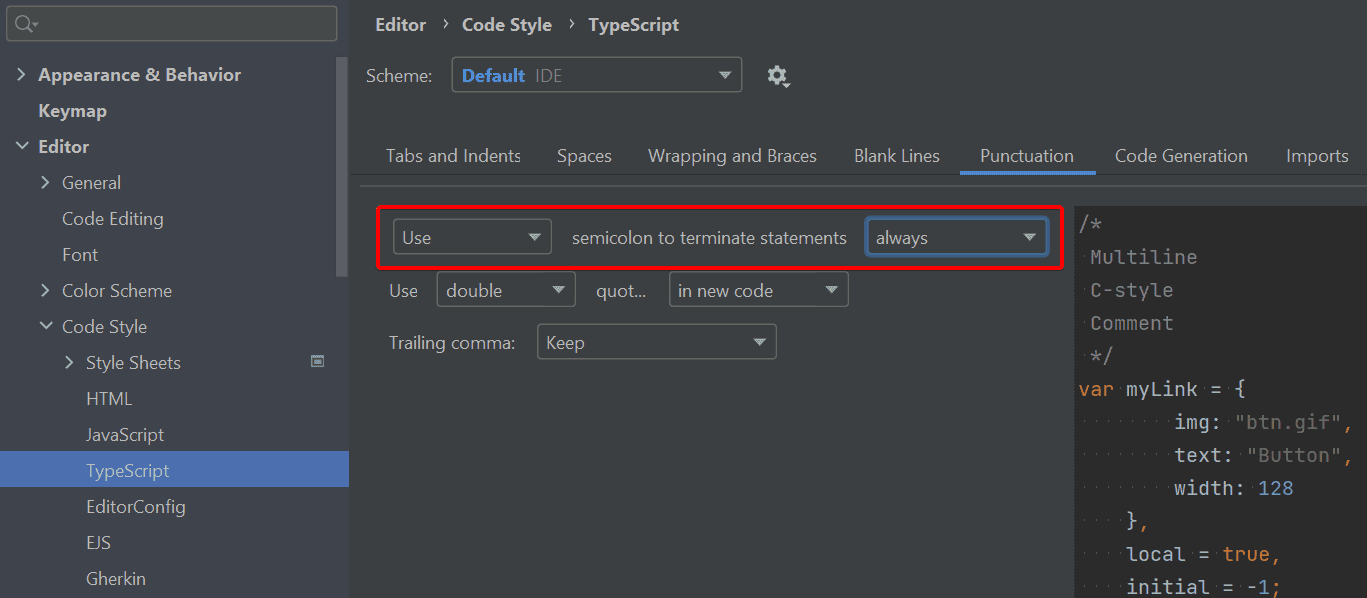 Editor › Code Style › TypeScript
Scheme: Default IDE
Appearance & Behavior
Keymap
Editor
General
Code Editing
Font
Color Scheme
Code Style
Style Sheets
HTML
JavaScript
TypeScript
EditorConfig
EJS
Gherkin
Tabs and Indents Spaces Wrapping and Braces Blank Lines Punctuation Code Generation Imports
Use semicolon to terminate statements always
Use double quot... in new code
Trailing comma: Keep
/*
Multiline
C-style
Comment
*/
var myLink = {
img: "btn.gif",
text: "Button",
width: 128
},
local = true,
initial = -1;